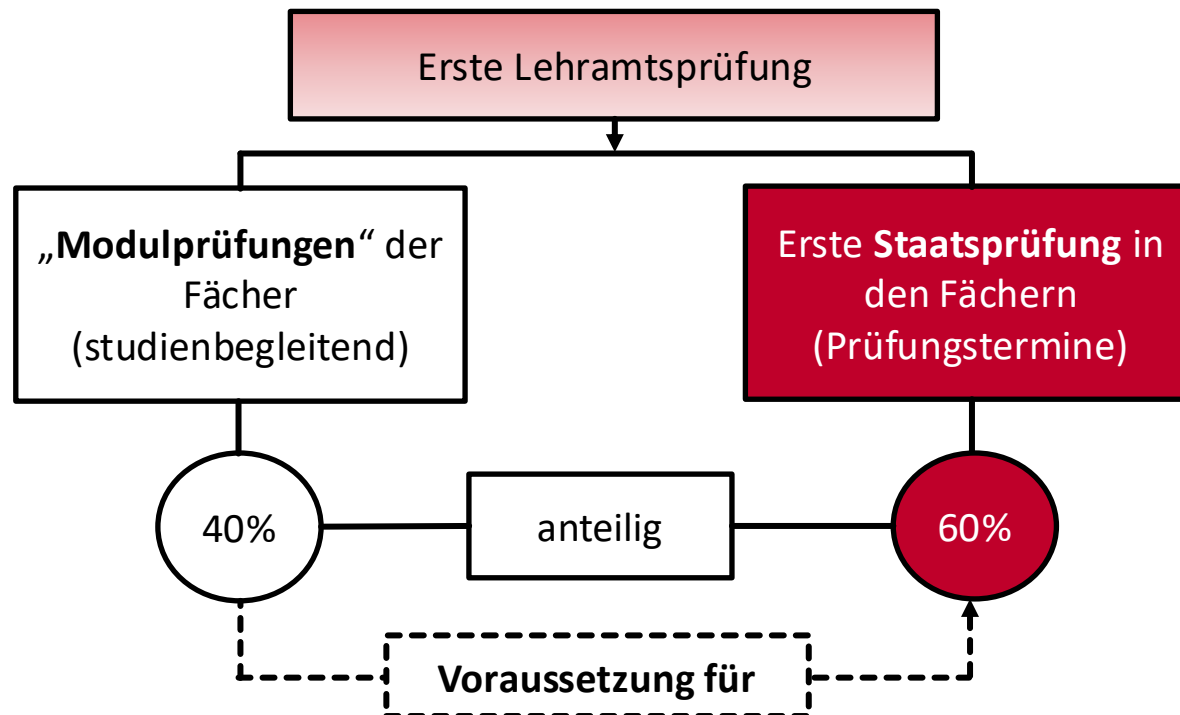 Erste Lehramtsprüfung
„Modulprüfungen“ der
Fächer
(studienbegleitend)
Erste Staatsprüfung in
den Fächern
(Prüfungstermine)
40%
anteilig
60%
Voraussetzung für